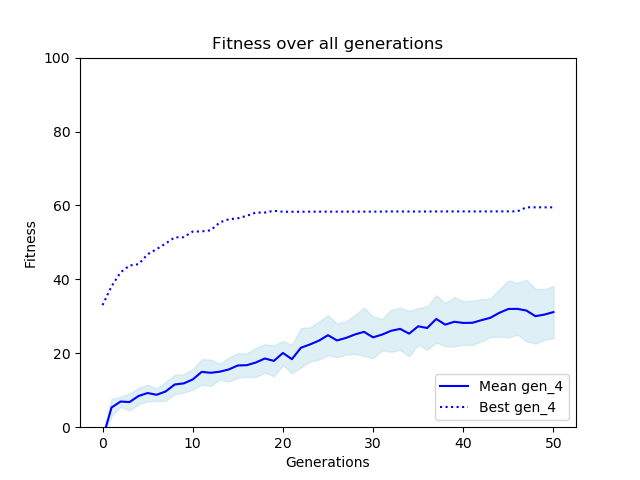 Fitness over all generations
100
80
60
40
20
0
Fitness
0 10 20 30 40 50
Generations
Mean gen_4
Best gen_4